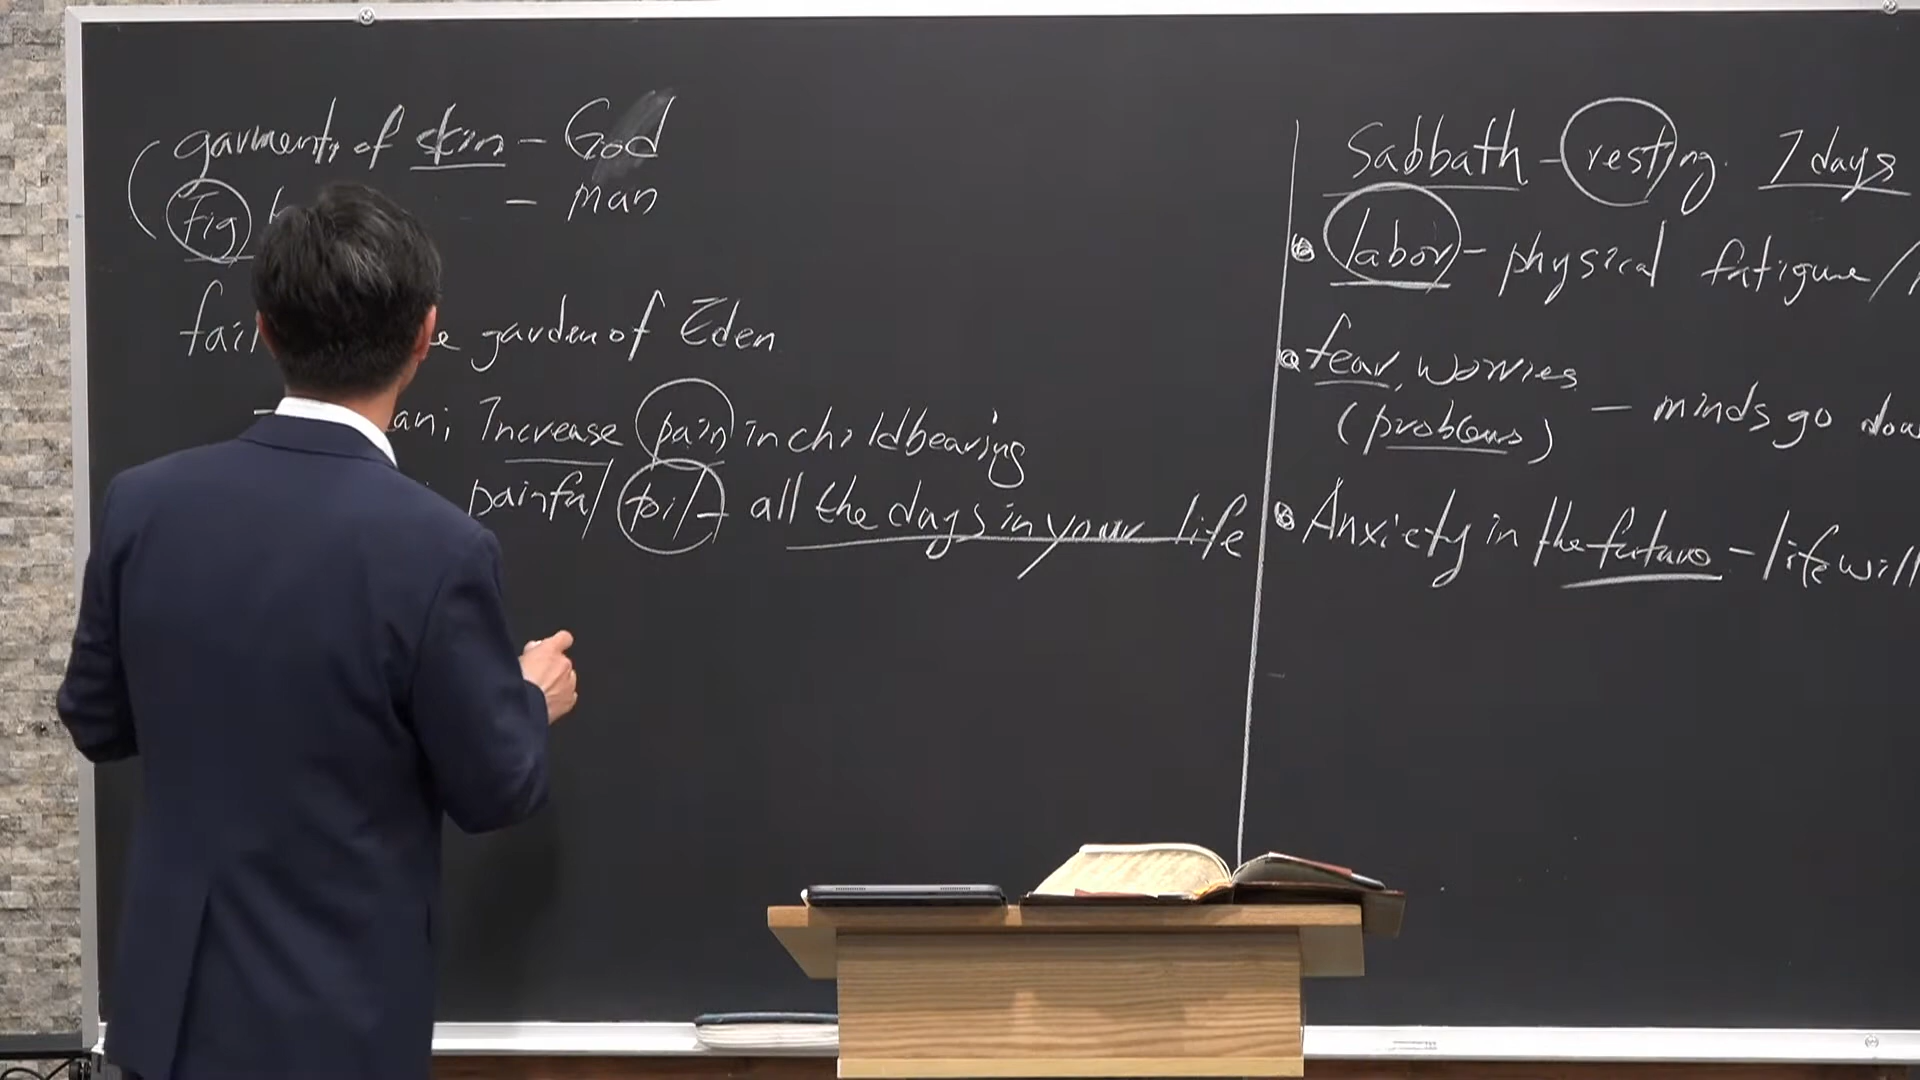 garments of skin - God
Fig - man
fail garden of Eden
Increase pain in childbearing
painful toil - all the days in your life
Sabbath - resting. 7 days
labor - physical fatigue /
fear, worries
(problems) - minds go dow
Anxiety in the future - life will